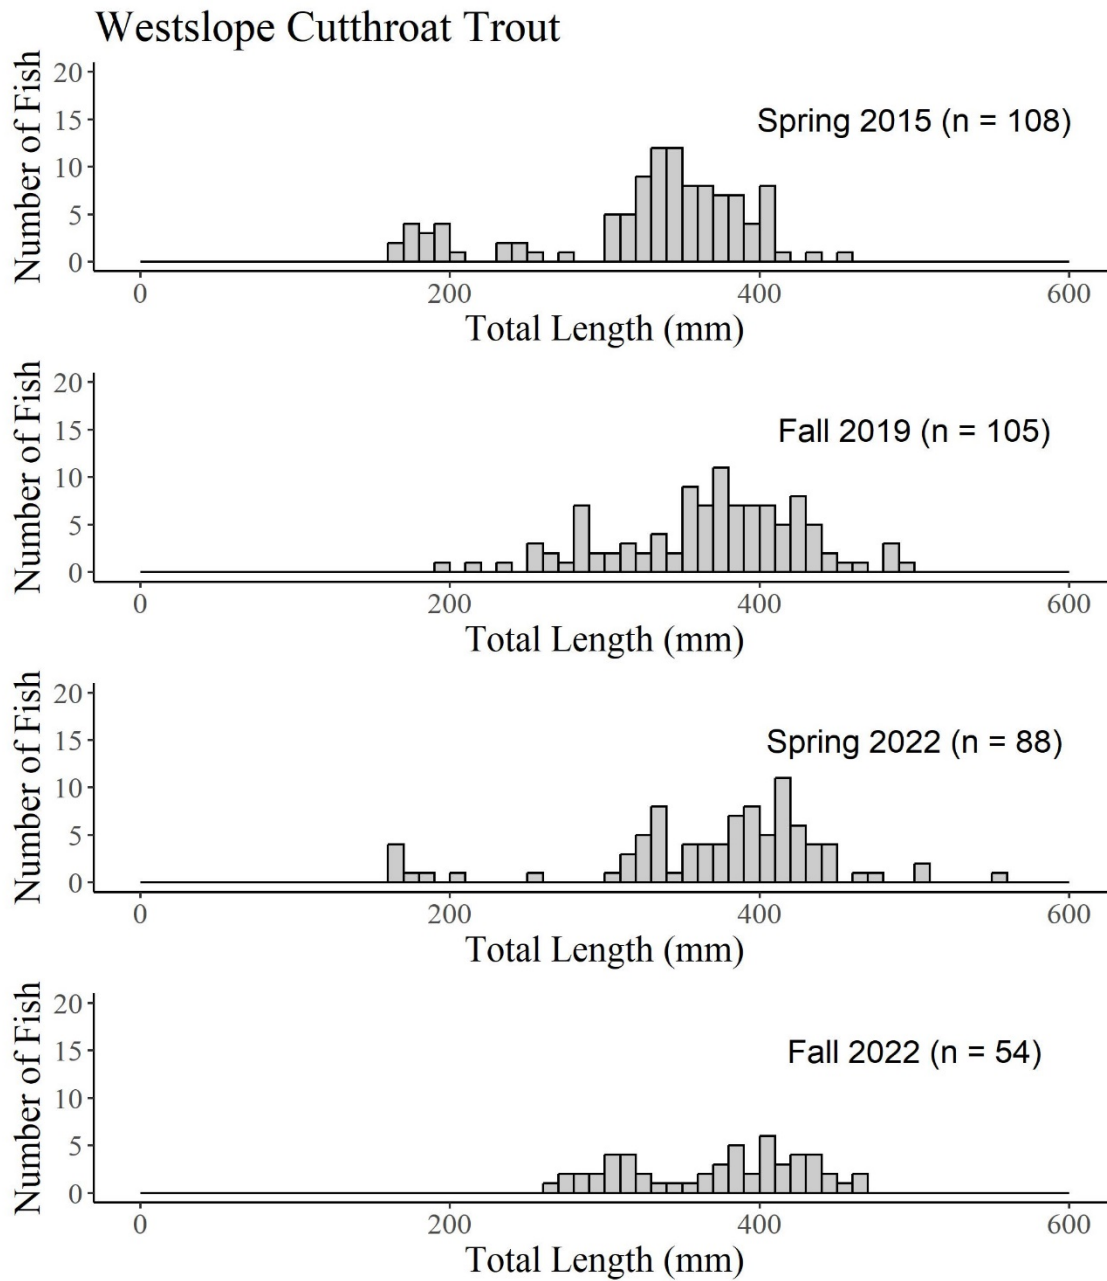 Westslope Cutthroat Trout
Number of Fish
20
15
10
5
0
Spring 2015 (n = 108)
0 200 400 600
Total Length (mm)
Number of Fish
20
15
10
5
0
Fall 2019 (n = 105)
0 200 400 600
Total Length (mm)
Number of Fish
20
15
10
5
0
Spring 2022 (n = 88)
0 200 400 600
Total Length (mm)
Number of Fish
20
15
10
5
0
Fall 2022 (n = 54)
0 200 400 600
Total Length (mm)